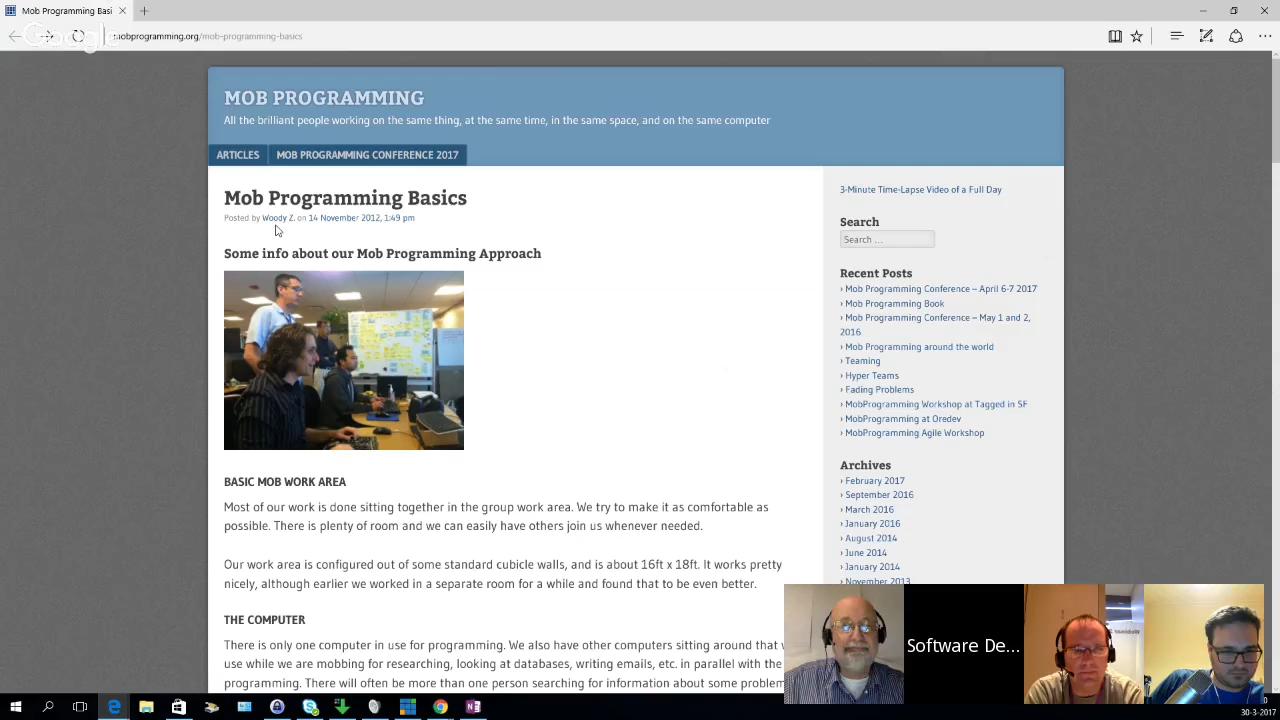 Mob Programming Basi
mobprogramming.org/mob-programming-basics
MOB PROGRAMMING
All the brilliant people working on the same thing, at the same time, in the same space, and on the same computer
ARTICLES
MOB PROGRAMMING CONFERENCE 2017
Mob Programming Basics
Posted by Woody Z. on 14 November 2012, 1:49 pm
Some info about our Mob Programming Approach
BASIC MOB WORK AREA
Most of our work is done sitting together in the group work area. We try to make it as comfortable as
possible. There is plenty of room and we can easily have others join us whenever needed.
Our work area is configured out of some standard cubicle walls, and is about 16ft x 18ft. It works pretty
nicely, although earlier we worked in a separate room for a while and found that to be even better.
THE COMPUTER
There is only one computer in use for programming. We also have other computers sitting around that
use while we are mobbing for researching, looking at databases, writing emails, etc. in parallel with the
programming. There will often be more than one person searching for information about some problem
3-Minute Time-Lapse Video of a Full Day
Search
Search …
Recent Posts
› Mob Programming Conference – April 6-7 2017
› Mob Programming Book
› Mob Programming Conference – May 1 and 2,
2016
› Mob Programming around the world
› Teaming
› Hyper Teams
› Fading Problems
› MobProgramming Workshop at Tagged in SF
› MobProgramming at Oredev
› MobProgramming Agile Workshop
Archives
› February 2017
› September 2016
› March 2016
› January 2016
› August 2014
› June 2014
› January 2014
› November 2013
Software De...
30-3-2017